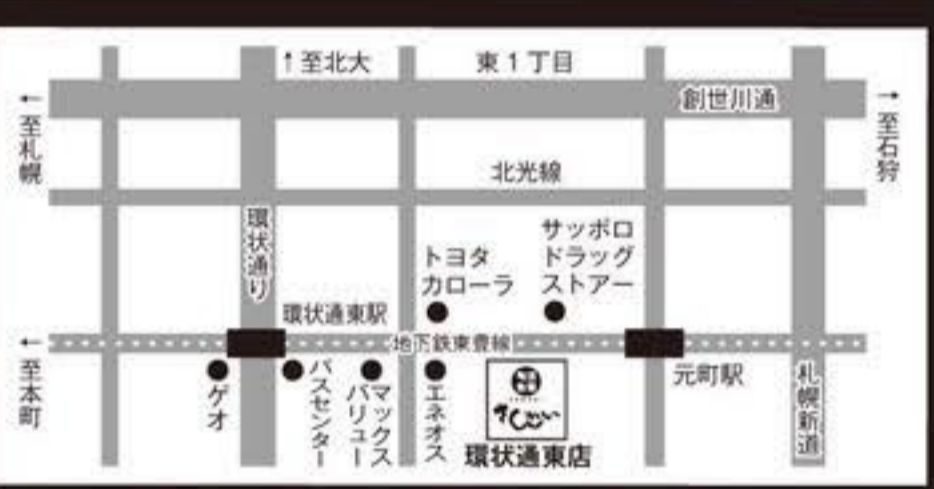 ↑至北大
東1丁目
創世川通
←至札幌
→至石狩
北光線
環状通り
トヨタ
カローラ
サッポロ
ドラッグ
ストアー
環状通東駅
地下鉄東豊線
←至本町
ゲオ
バスセンター
マックス
バリュー
エネオス
元町駅
札幌新道
環状通東店